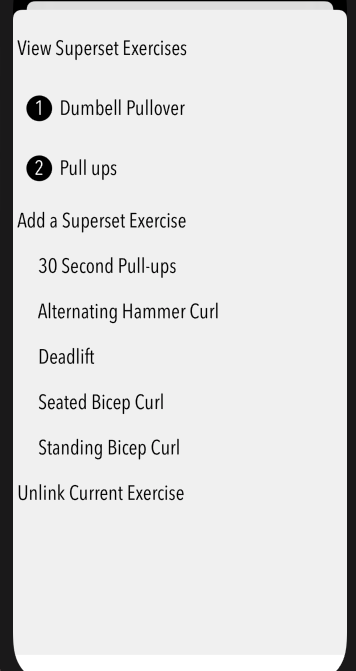 View Superset Exercises
1 Dumbell Pullover
2 Pull ups
Add a Superset Exercise
30 Second Pull-ups
Alternating Hammer Curl
Deadlift
Seated Bicep Curl
Standing Bicep Curl
Unlink Current Exercise